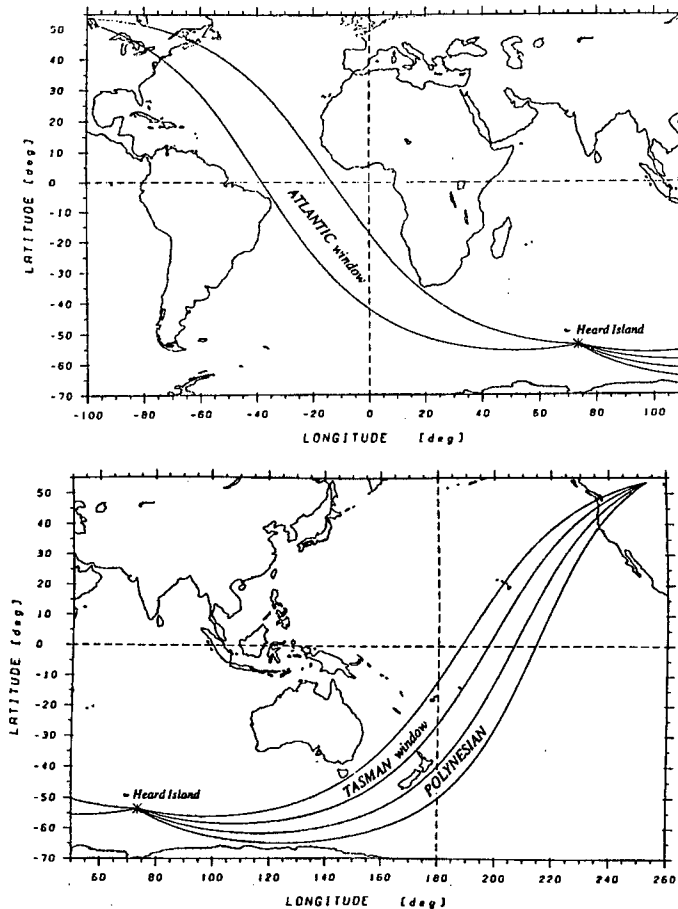 50
40
30
20
10
0
-10
-20
-30
-40
-50
-60
-70
LATITUDE [deg]
ATLANTIC window
Heard Island
-100 -80 -60 -40 -20 0 20 40 60 80 100
LONGITUDE [deg]
50
40
30
20
10
0
-10
-20
-30
-40
-50
-60
-70
LATITUDE [deg]
TASMAN window
POLYNESIAN
Heard Island
60 80 100 120 140 160 180 200 220 240 260
LONGITUDE [deg]